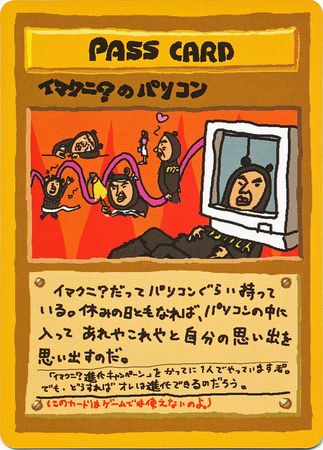 PASS CARD
イマクニ?のパソコン
イマクニ?だってパソコンぐらい持って
いる。休みの日ともなれば、パソコンの中に
入って あれやこれやと自分の思い出を
思い出すのだ。
「イマクニ?進化キャンペーン」をかってに1人でやっています。
でも、どうすれば オレは進化できるのだろう。
(このカードはゲームでは使えないのよ)